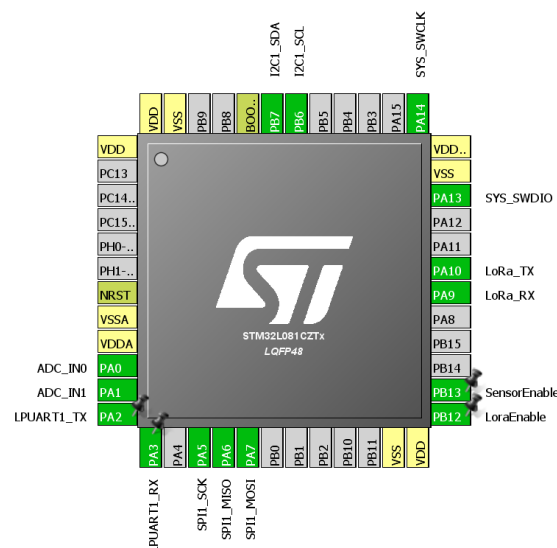 I2C1_SDA
I2C1_SCL
SYS_SWCLK
VDD
VSS
PB9
PB8
BOO..
PB7
PB6
PB5
PB4
PB3
PA15
PA14
VDD
PC13
PC14..
PC15..
PH0-..
PH1-..
NRST
VSSA
VDDA
ADC_IN0 PA0
ADC_IN1 PA1
LPUART1_TX PA2
VDD..
VSS
PA13 SYS_SWDIO
PA12
PA11
PA10 LoRa_TX
PA9 LoRa_RX
PA8
PB15
PB14
PB13 SensorEnable
PB12 LoraEnable
STM32L081CZTx
LQFP48
PA3
PA4
PA5
PA6
PA7
PB0
PB1
PB2
PB10
PB11
VSS
VDD
LPUART1_RX
SPI1_SCK
SPI1_MISO
SPI1_MOSI